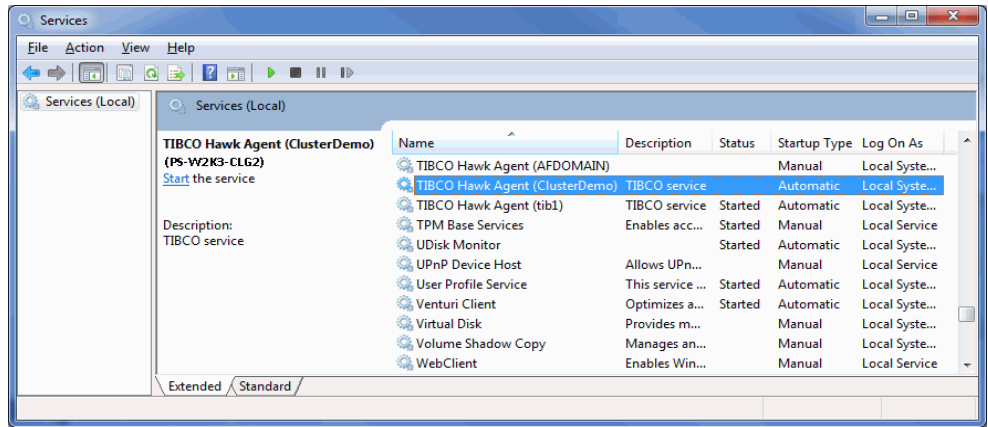 Services
File Action View Help
Services (Local)
Services (Local)
TIBCO Hawk Agent (ClusterDemo)
(PS-W2K3-CLG2)
Start the service
Description:
TIBCO service
Name Description Status Startup Type Log On As
TIBCO Hawk Agent (AFDOMAIN) Manual Local Syste...
TIBCO Hawk Agent (ClusterDemo) TIBCO service Automatic Local Syste...
TIBCO Hawk Agent (tib1) TIBCO service Started Automatic Local Syste...
TPM Base Services Enables acc... Started Manual Local Service
UDisk Monitor Started Automatic Local Syste...
UPnP Device Host Allows UPn... Manual Local Service
User Profile Service This service ... Started Automatic Local Syste...
Venturi Client Optimizes a... Started Automatic Local Syste...
Virtual Disk Provides m... Manual Local Syste...
Volume Shadow Copy Manages an... Manual Local Syste...
WebClient Enables Win... Manual Local Service
Extended Standard